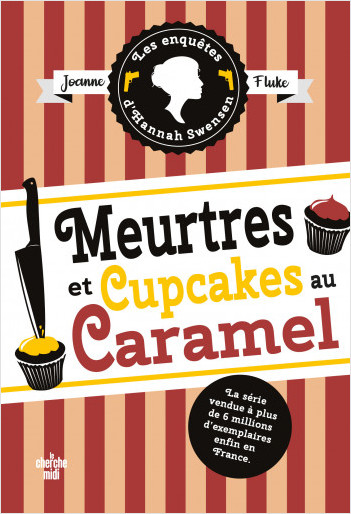 Les enquêtes
Joanne
Fluke
d'Hannah Swensen
Meurtres
et Cupcakes au
Caramel
La série
vendue à plus
de 6 millions
d'exemplaires
enfin en
France.
le
cherche
midi